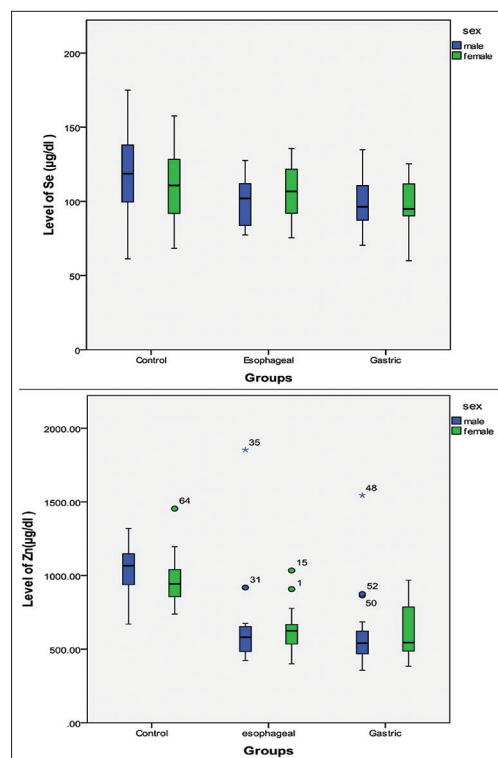 sex
male
female
200
150
100
50
0
Level of Se (µg/dl)
Control
Esophageal
Gastric
Groups
sex
male
female
2000.00
1500.00
1000.00
500.00
.00
Level of Zn(µg/dl)
35
48
64
31
15
1
52
50
Control
esophageal
Gastric
Groups